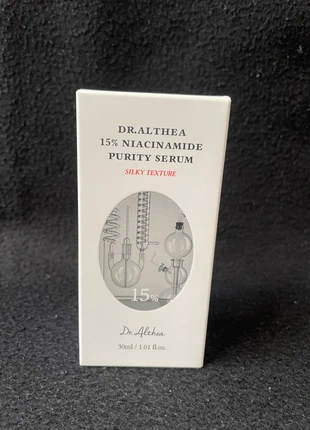 DR.ALTHEA
15% NIACINAMIDE
PURITY SERUM
SILKY TEXTURE
15%
Dr. Althea
30ml / 1.01 fl.oz.